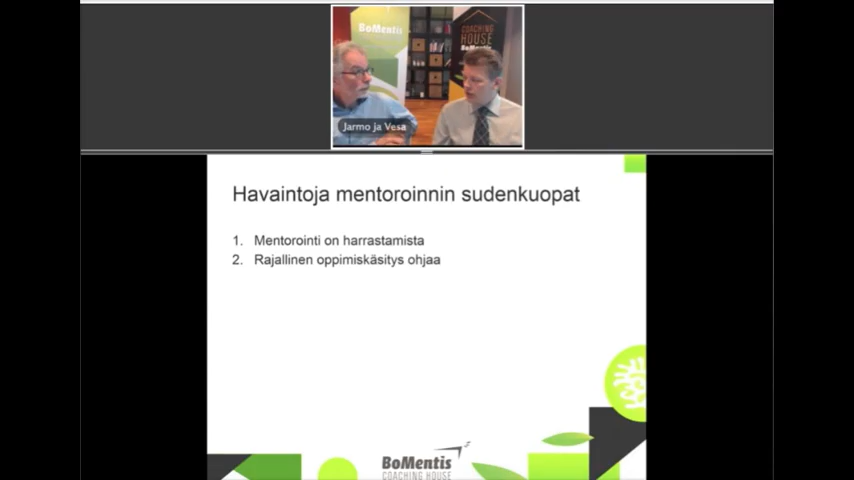 BoMentis
COACHING
HOUSE
BoMentis
Jarmo ja Vesa
Havaintoja mentoroinnin sudenkuopat
1. Mentorointi on harrastamista
2. Rajallinen oppimiskäsitys ohjaa
BoMentis
COACHING HOUSE